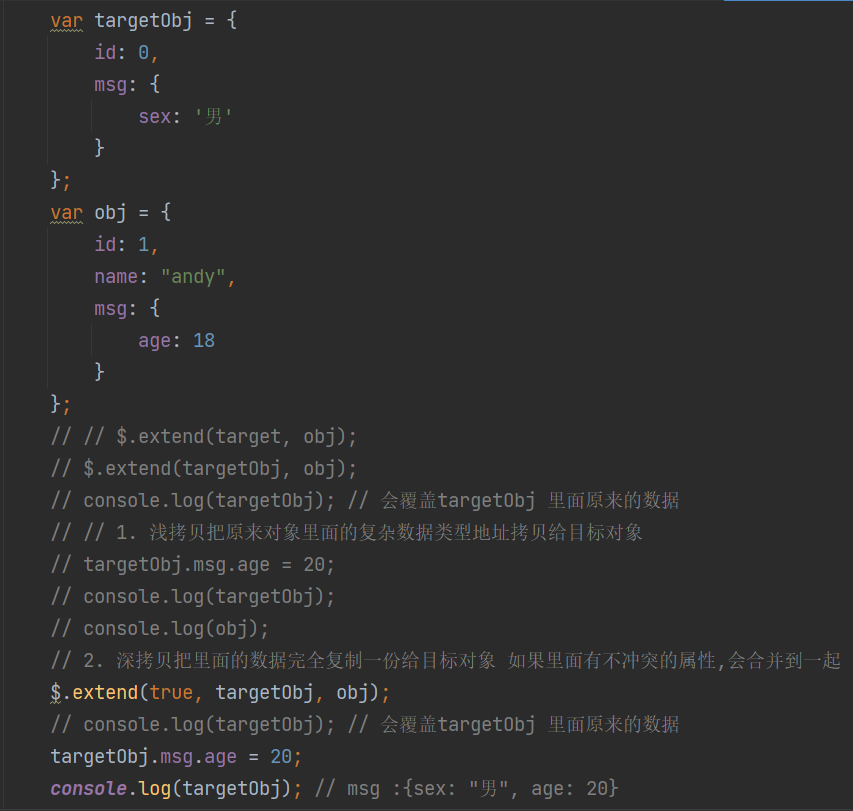 var targetObj = {
    id: 0,
    msg: {
        sex: '男'
    }
};
var obj = {
    id: 1,
    name: "andy",
    msg: {
        age: 18
    }
};
// // $.extend(target, obj);
// $.extend(targetObj, obj);
// console.log(targetObj); // 会覆盖targetObj 里面原来的数据
// // 1. 浅拷贝把原来对象里面的复杂数据类型地址拷贝给目标对象
// targetObj.msg.age = 20;
// console.log(targetObj);
// console.log(obj);
// 2. 深拷贝把里面的数据完全复制一份给目标对象 如果里面有不冲突的属性,会合并到一起
$.extend(true, targetObj, obj);
// console.log(targetObj); // 会覆盖targetObj 里面原来的数据
targetObj.msg.age = 20;
console.log(targetObj); // msg :{sex: "男", age: 20}